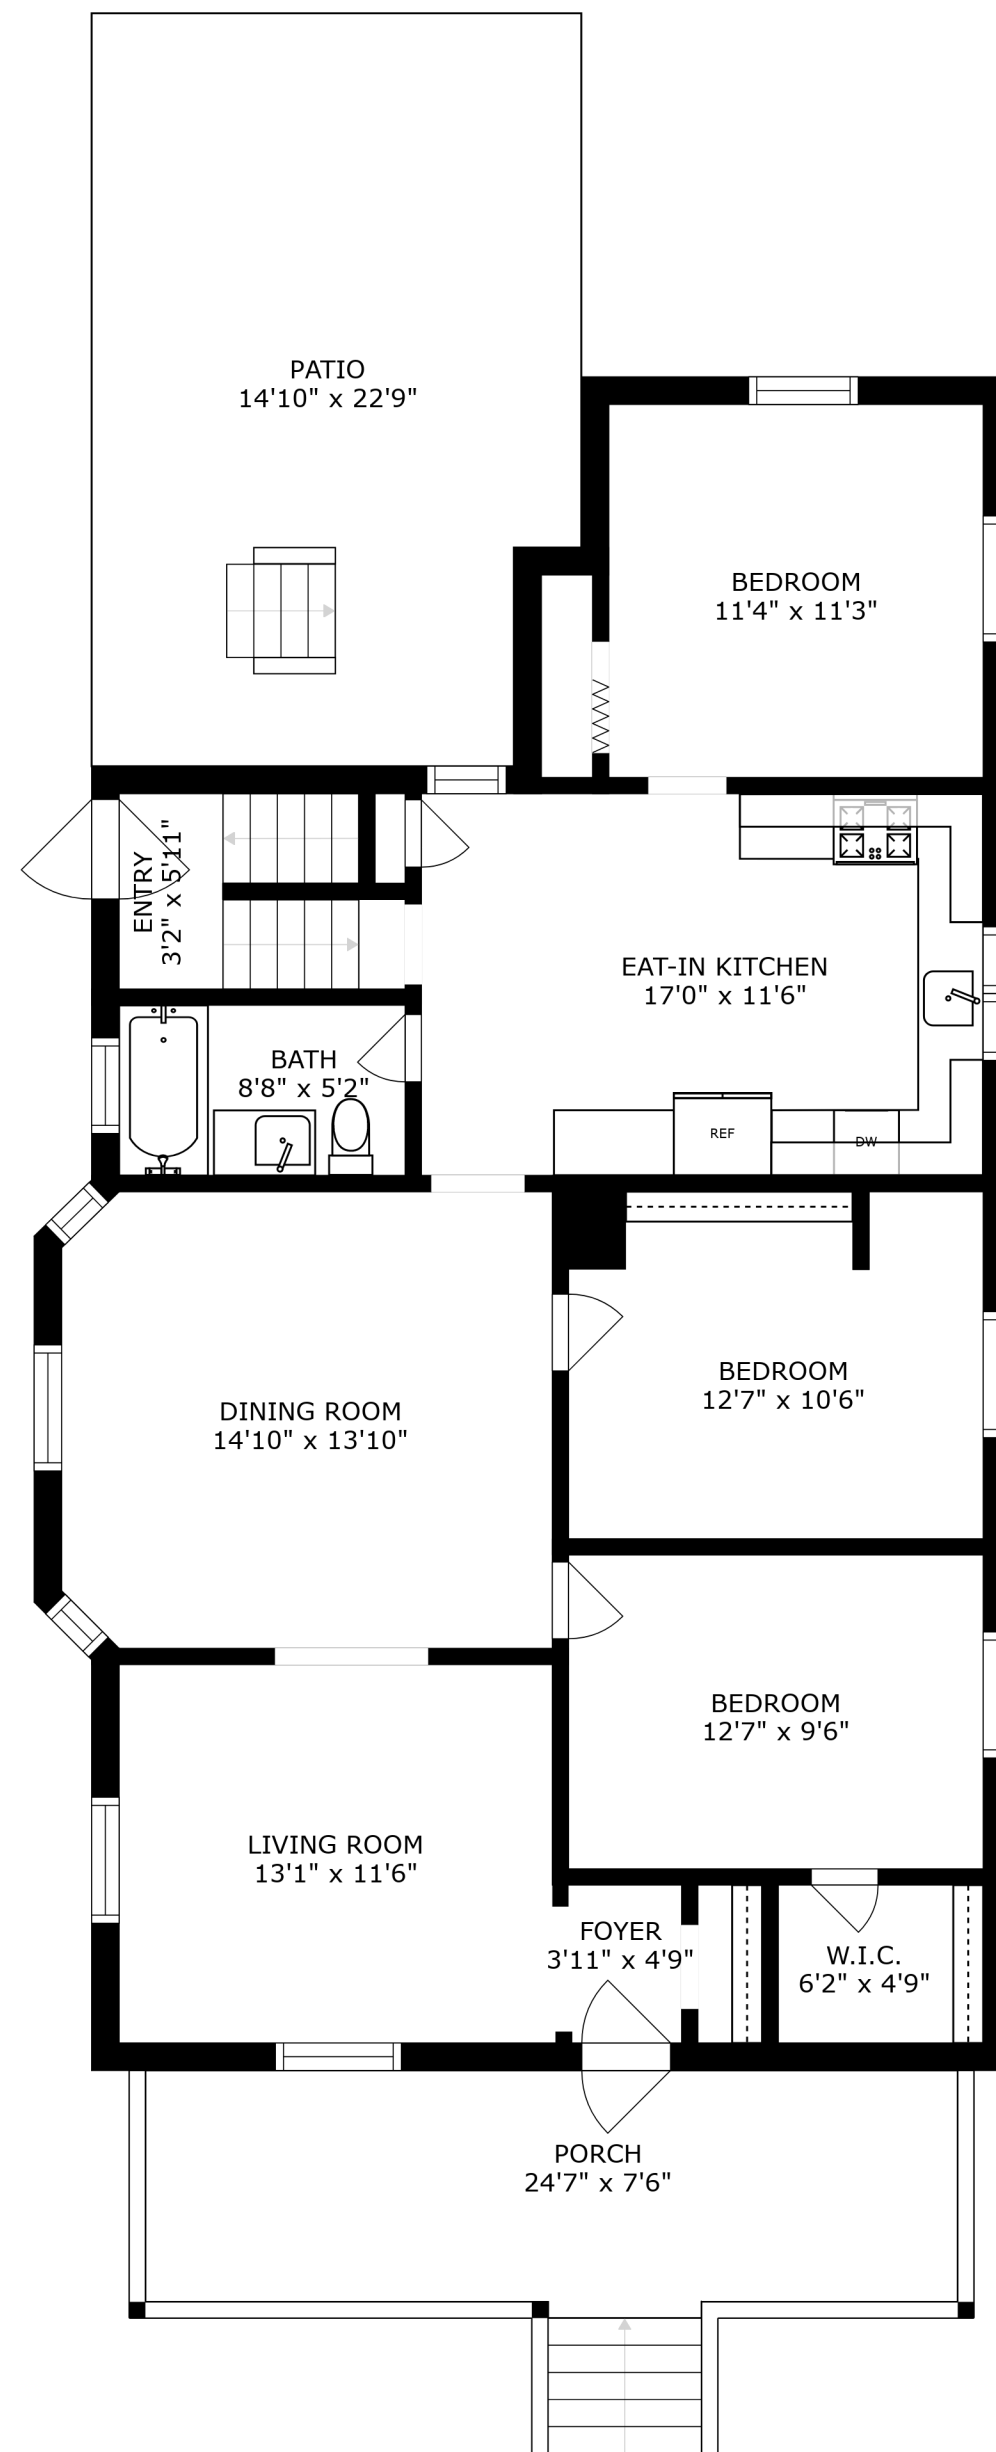 PATIO
14'10" x 22'9"
BEDROOM
11'4" x 11'3"
ENTRY
3'2" x 5'11"
EAT-IN KITCHEN
17'0" x 11'6"
BATH
8'8" x 5'2"
REF
DW
BEDROOM
12'7" x 10'6"
DINING ROOM
14'10" x 13'10"
BEDROOM
12'7" x 9'6"
LIVING ROOM
13'1" x 11'6"
FOYER
3'11" x 4'9"
W.I.C.
6'2" x 4'9"
PORCH
24'7" x 7'6"